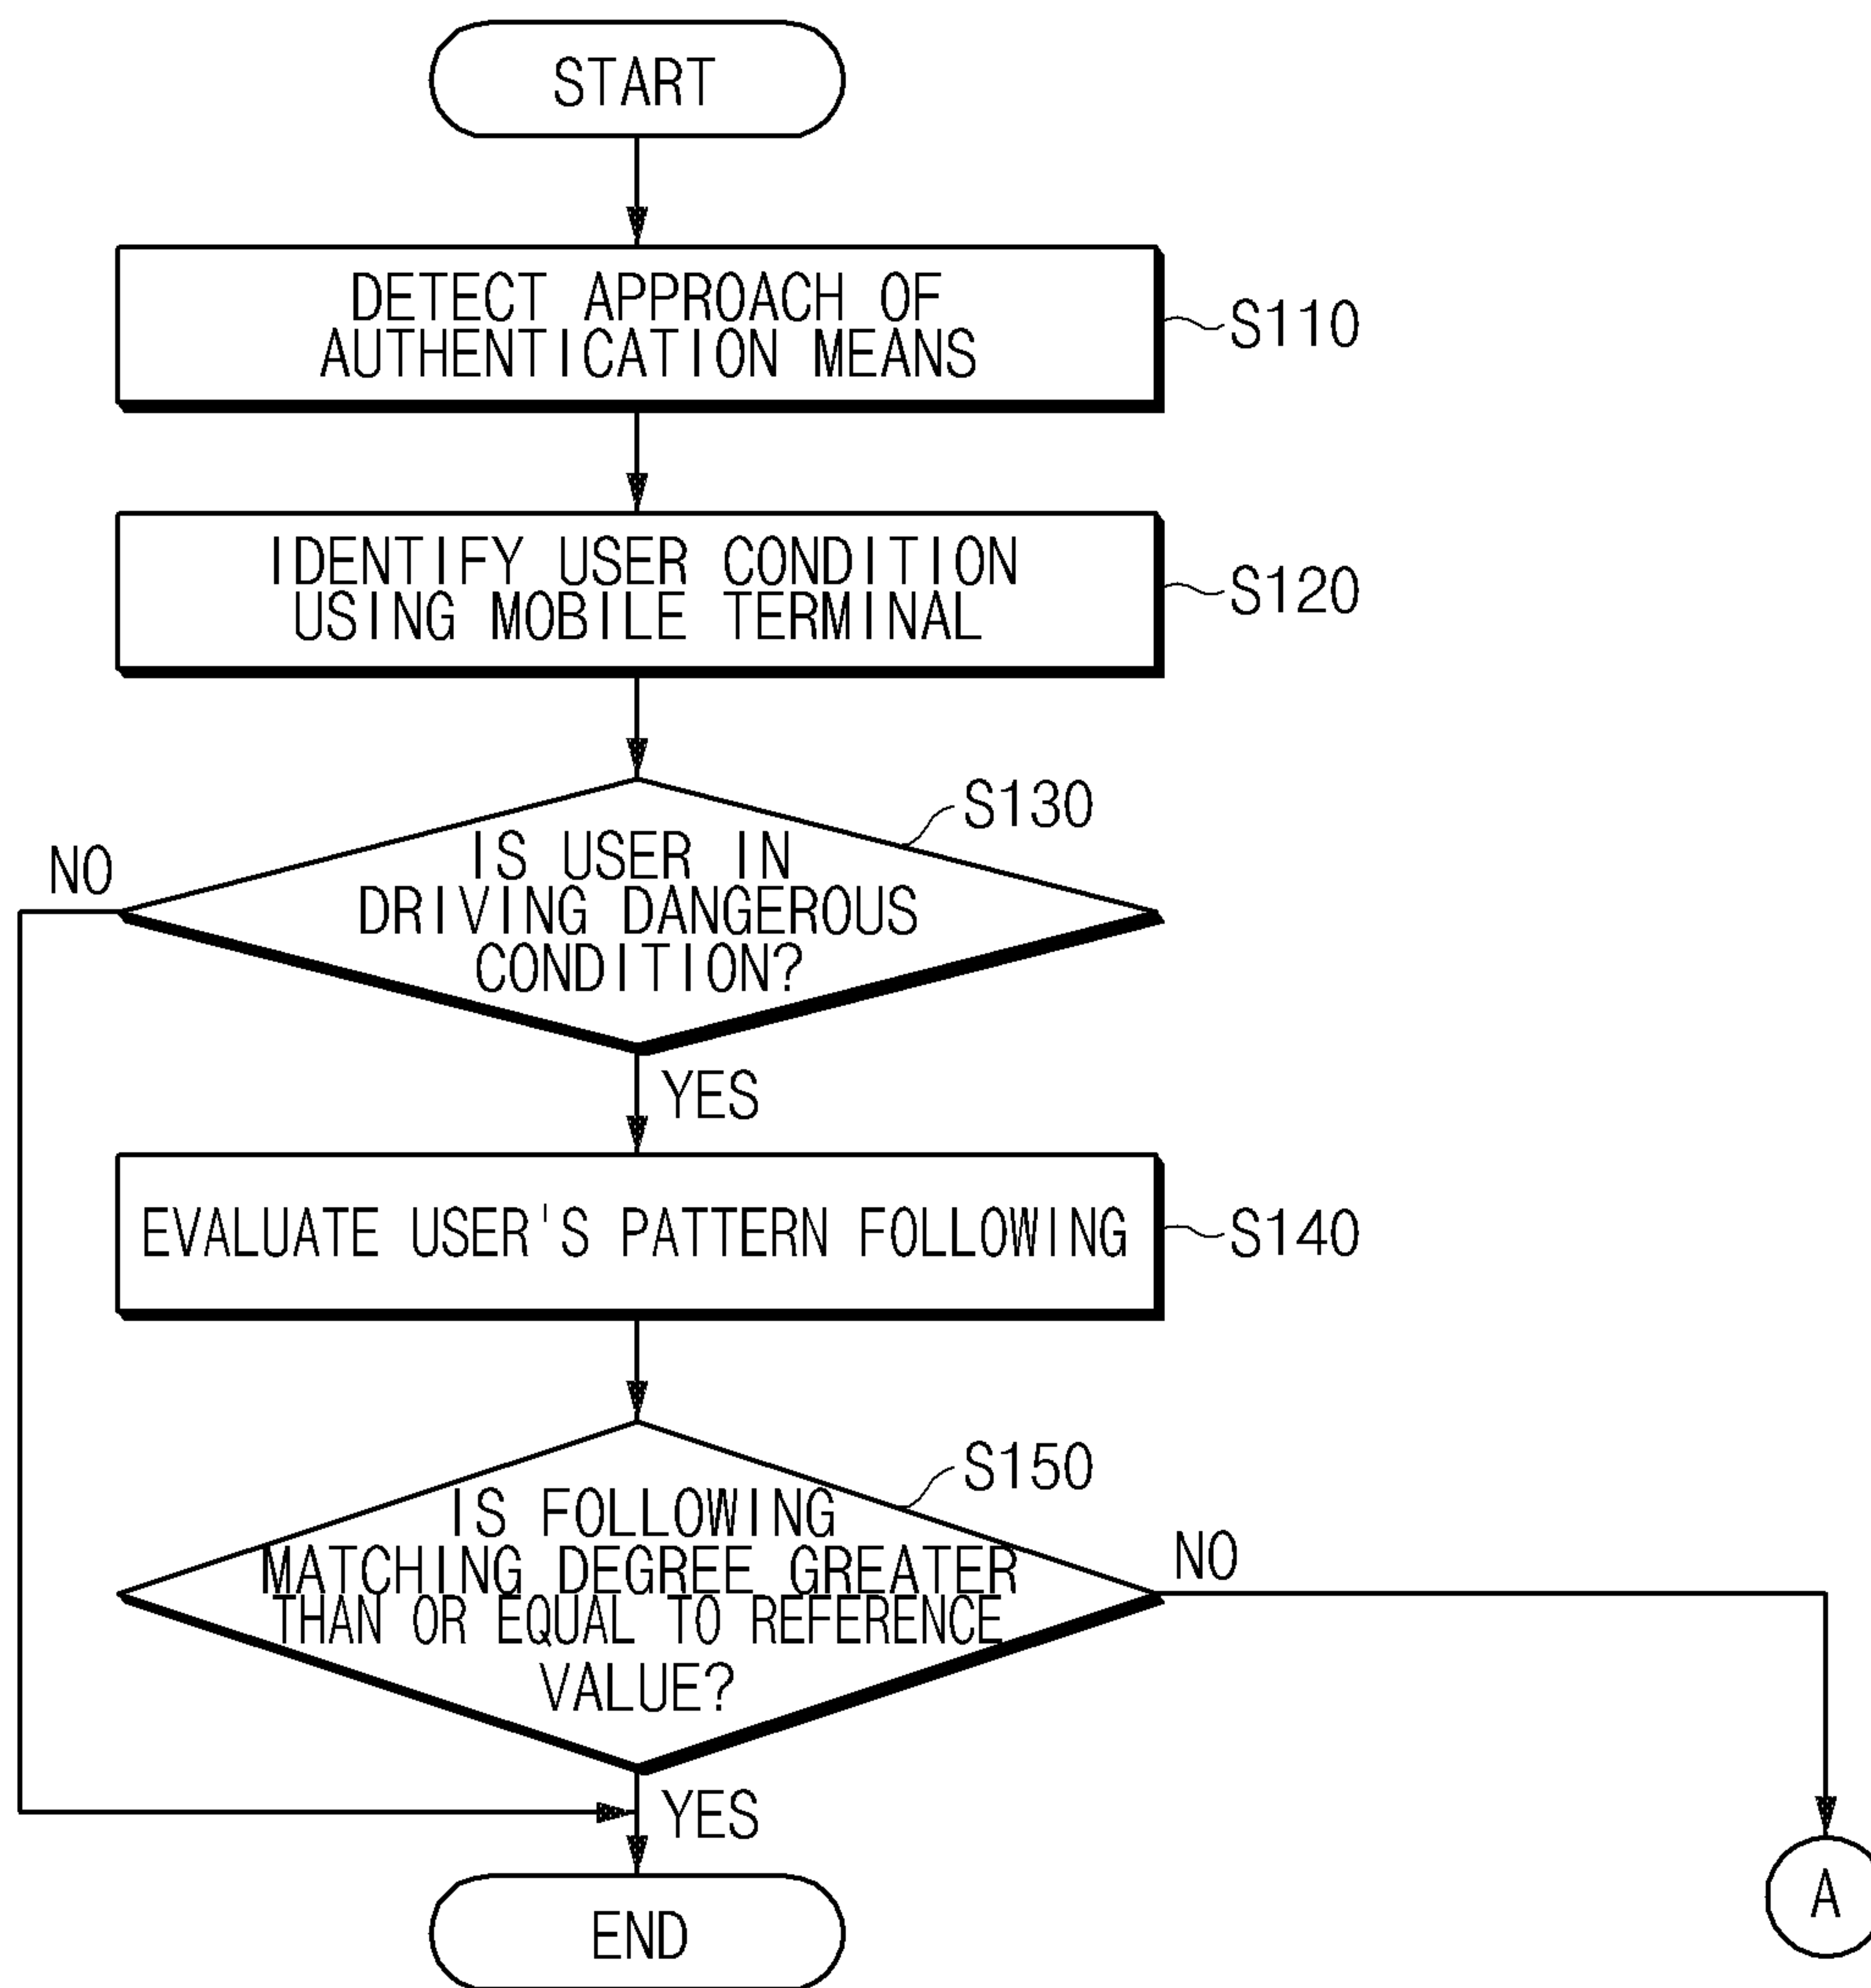 START
DETECT APPROACH OF
AUTHENTICATION MEANS
S110
IDENTIFY USER CONDITION
USING MOBILE TERMINAL
S120
S130
NO
IS USER IN
DRIVING DANGEROUS
CONDITION?
YES
EVALUATE USER'S PATTERN FOLLOWING
S140
S150
IS FOLLOWING
MATCHING DEGREE GREATER
THAN OR EQUAL TO REFERENCE
VALUE?
NO
YES
END
A